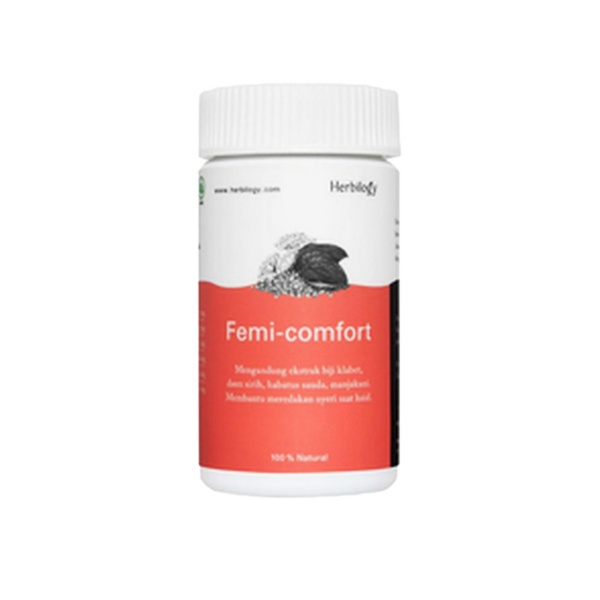 www.herbilogy.com
Herbilogy
Femi-comfort
Mengandung ekstrak biji klabet,
daun sirih, habatus sauda, manjakani.
Membantu meredakan nyeri saat haid.
100% Natural